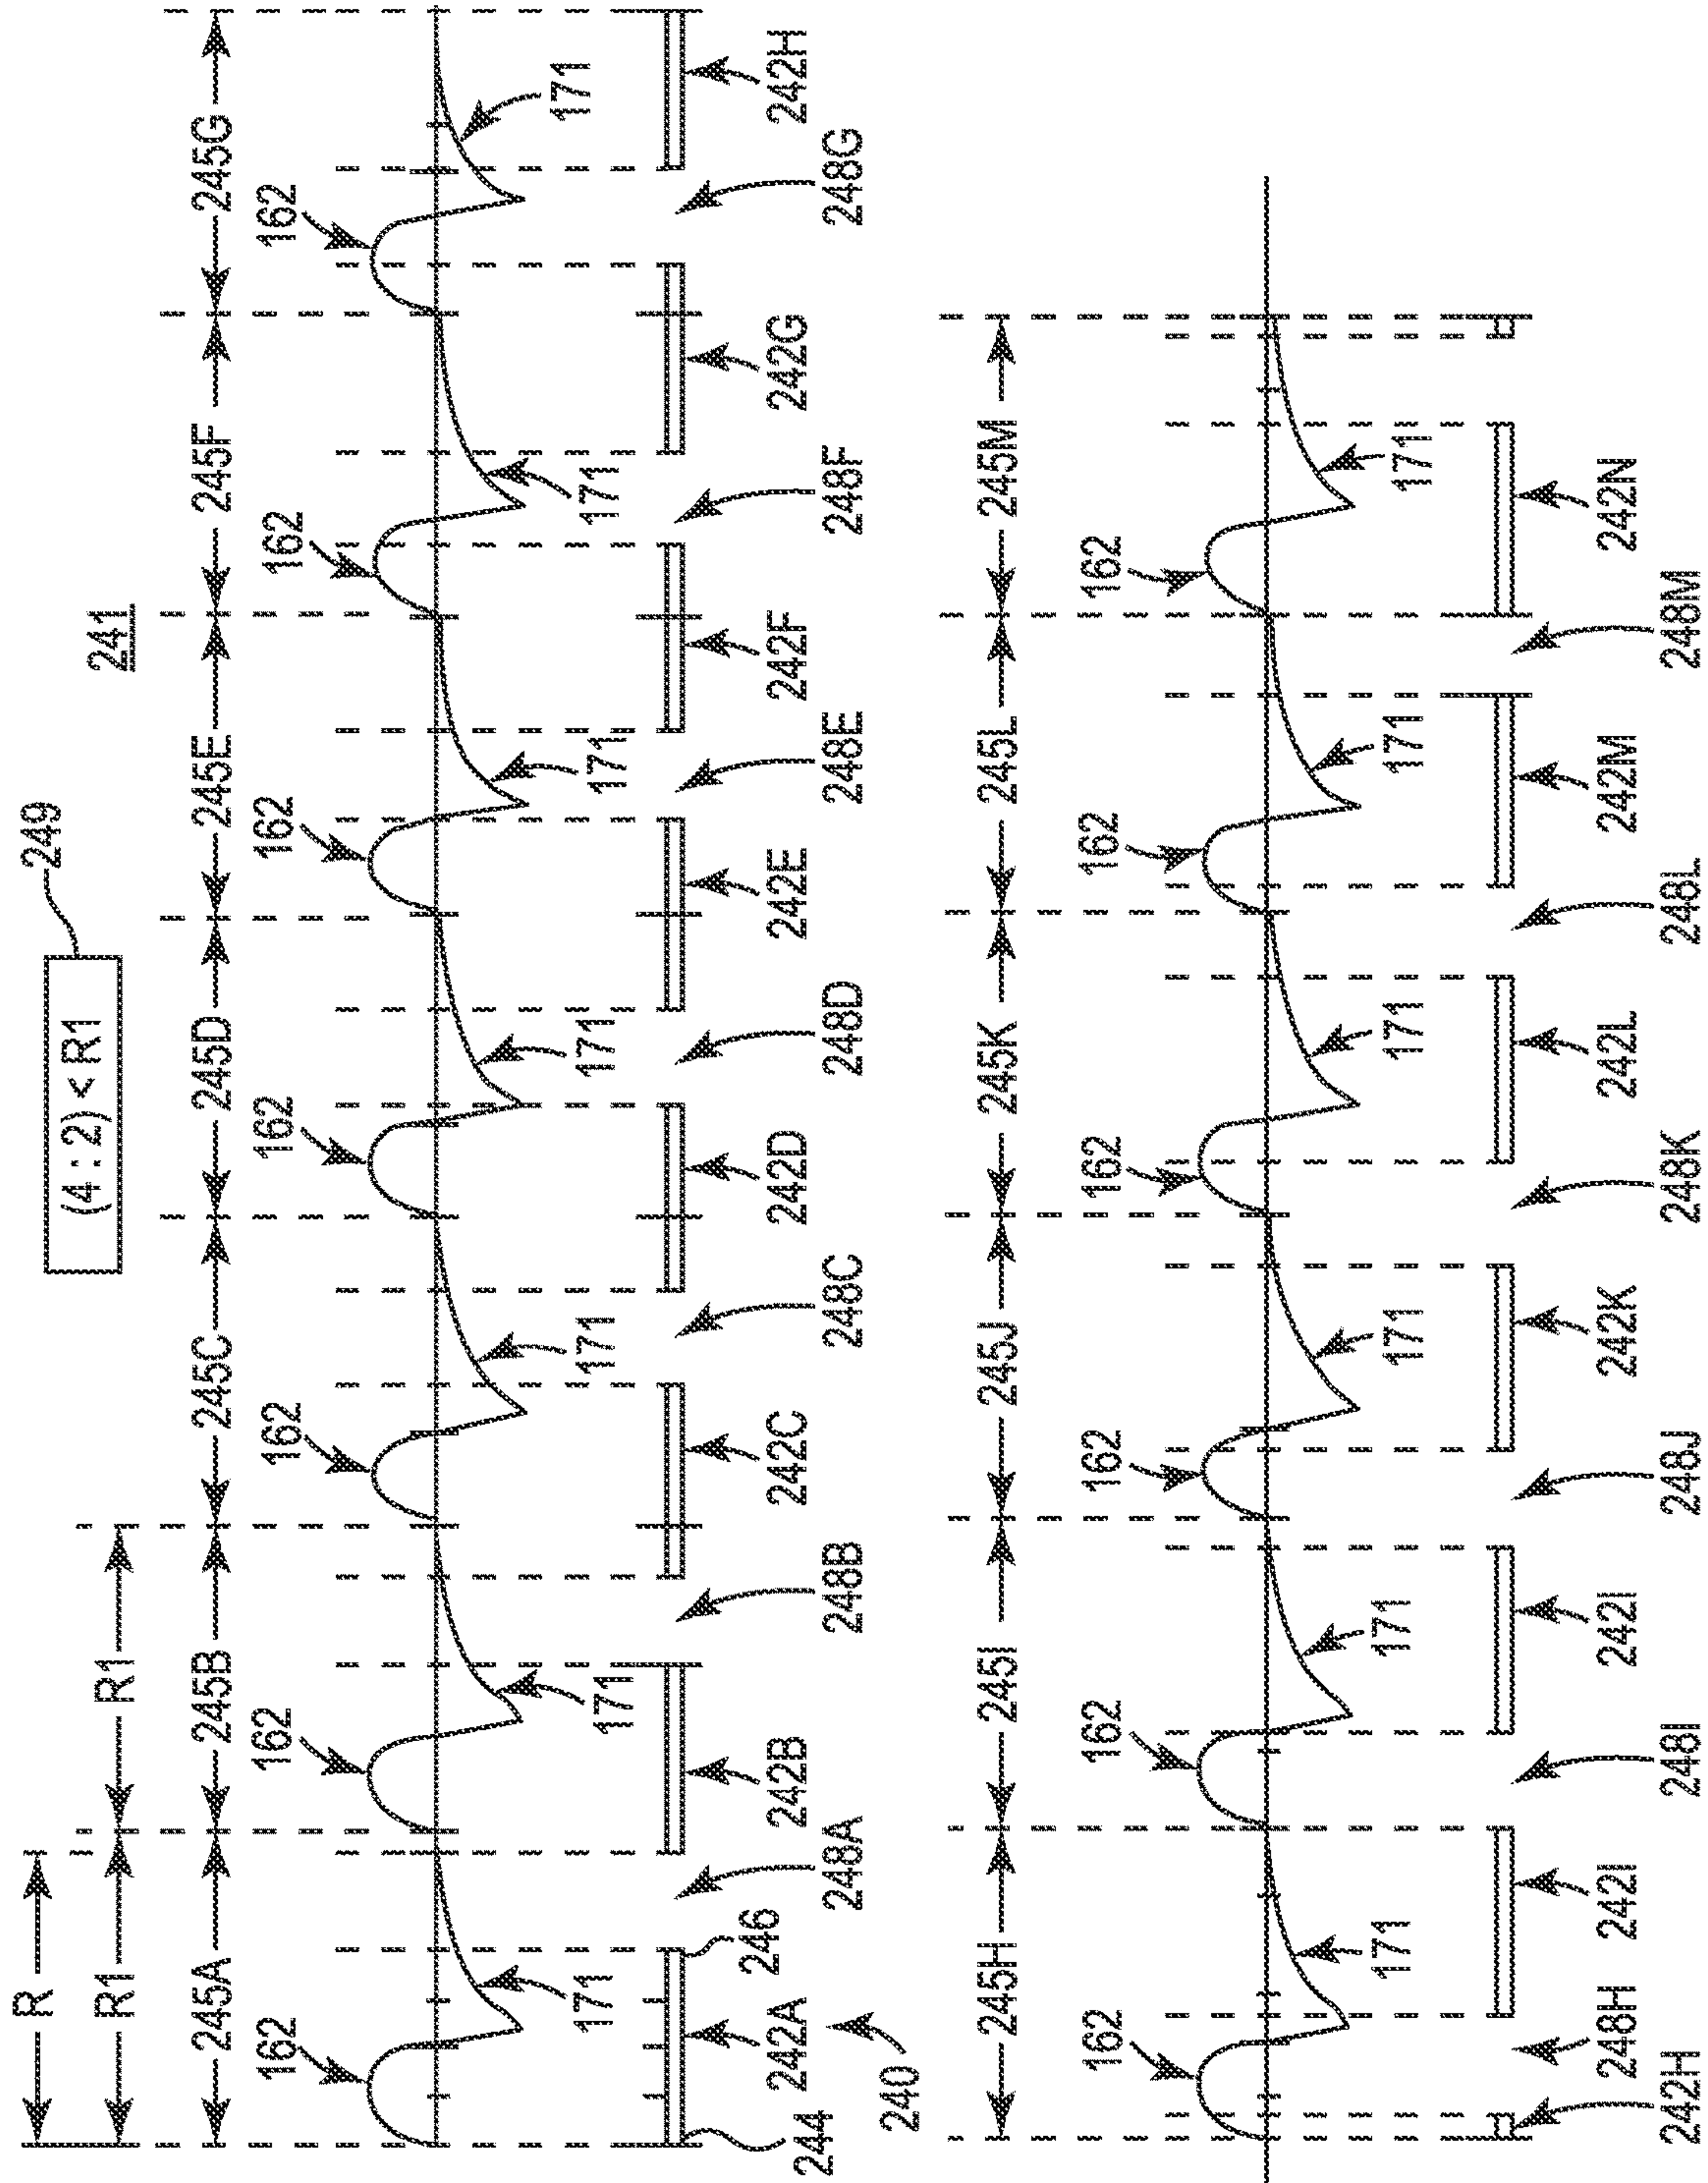 R 249
(4 : 2) < R1
R1 R1 241
245A 245B 245C 245D 245E 245F 245G
162 162 162 162 162 162 162
171 171 171 171 171 171 171
242A 246 242B 242C 242D 242E 242F 242G 242H
244 248A 248B 248C 248D 248E 248F 248G
240
245H 245I 245J 245K 245L 245M
162 162 162 162 162 162
171 171 171 171 171 171
242I 242I 242K 242L 242M 242N
242H 248H 248I 248J 248K 248L 248M